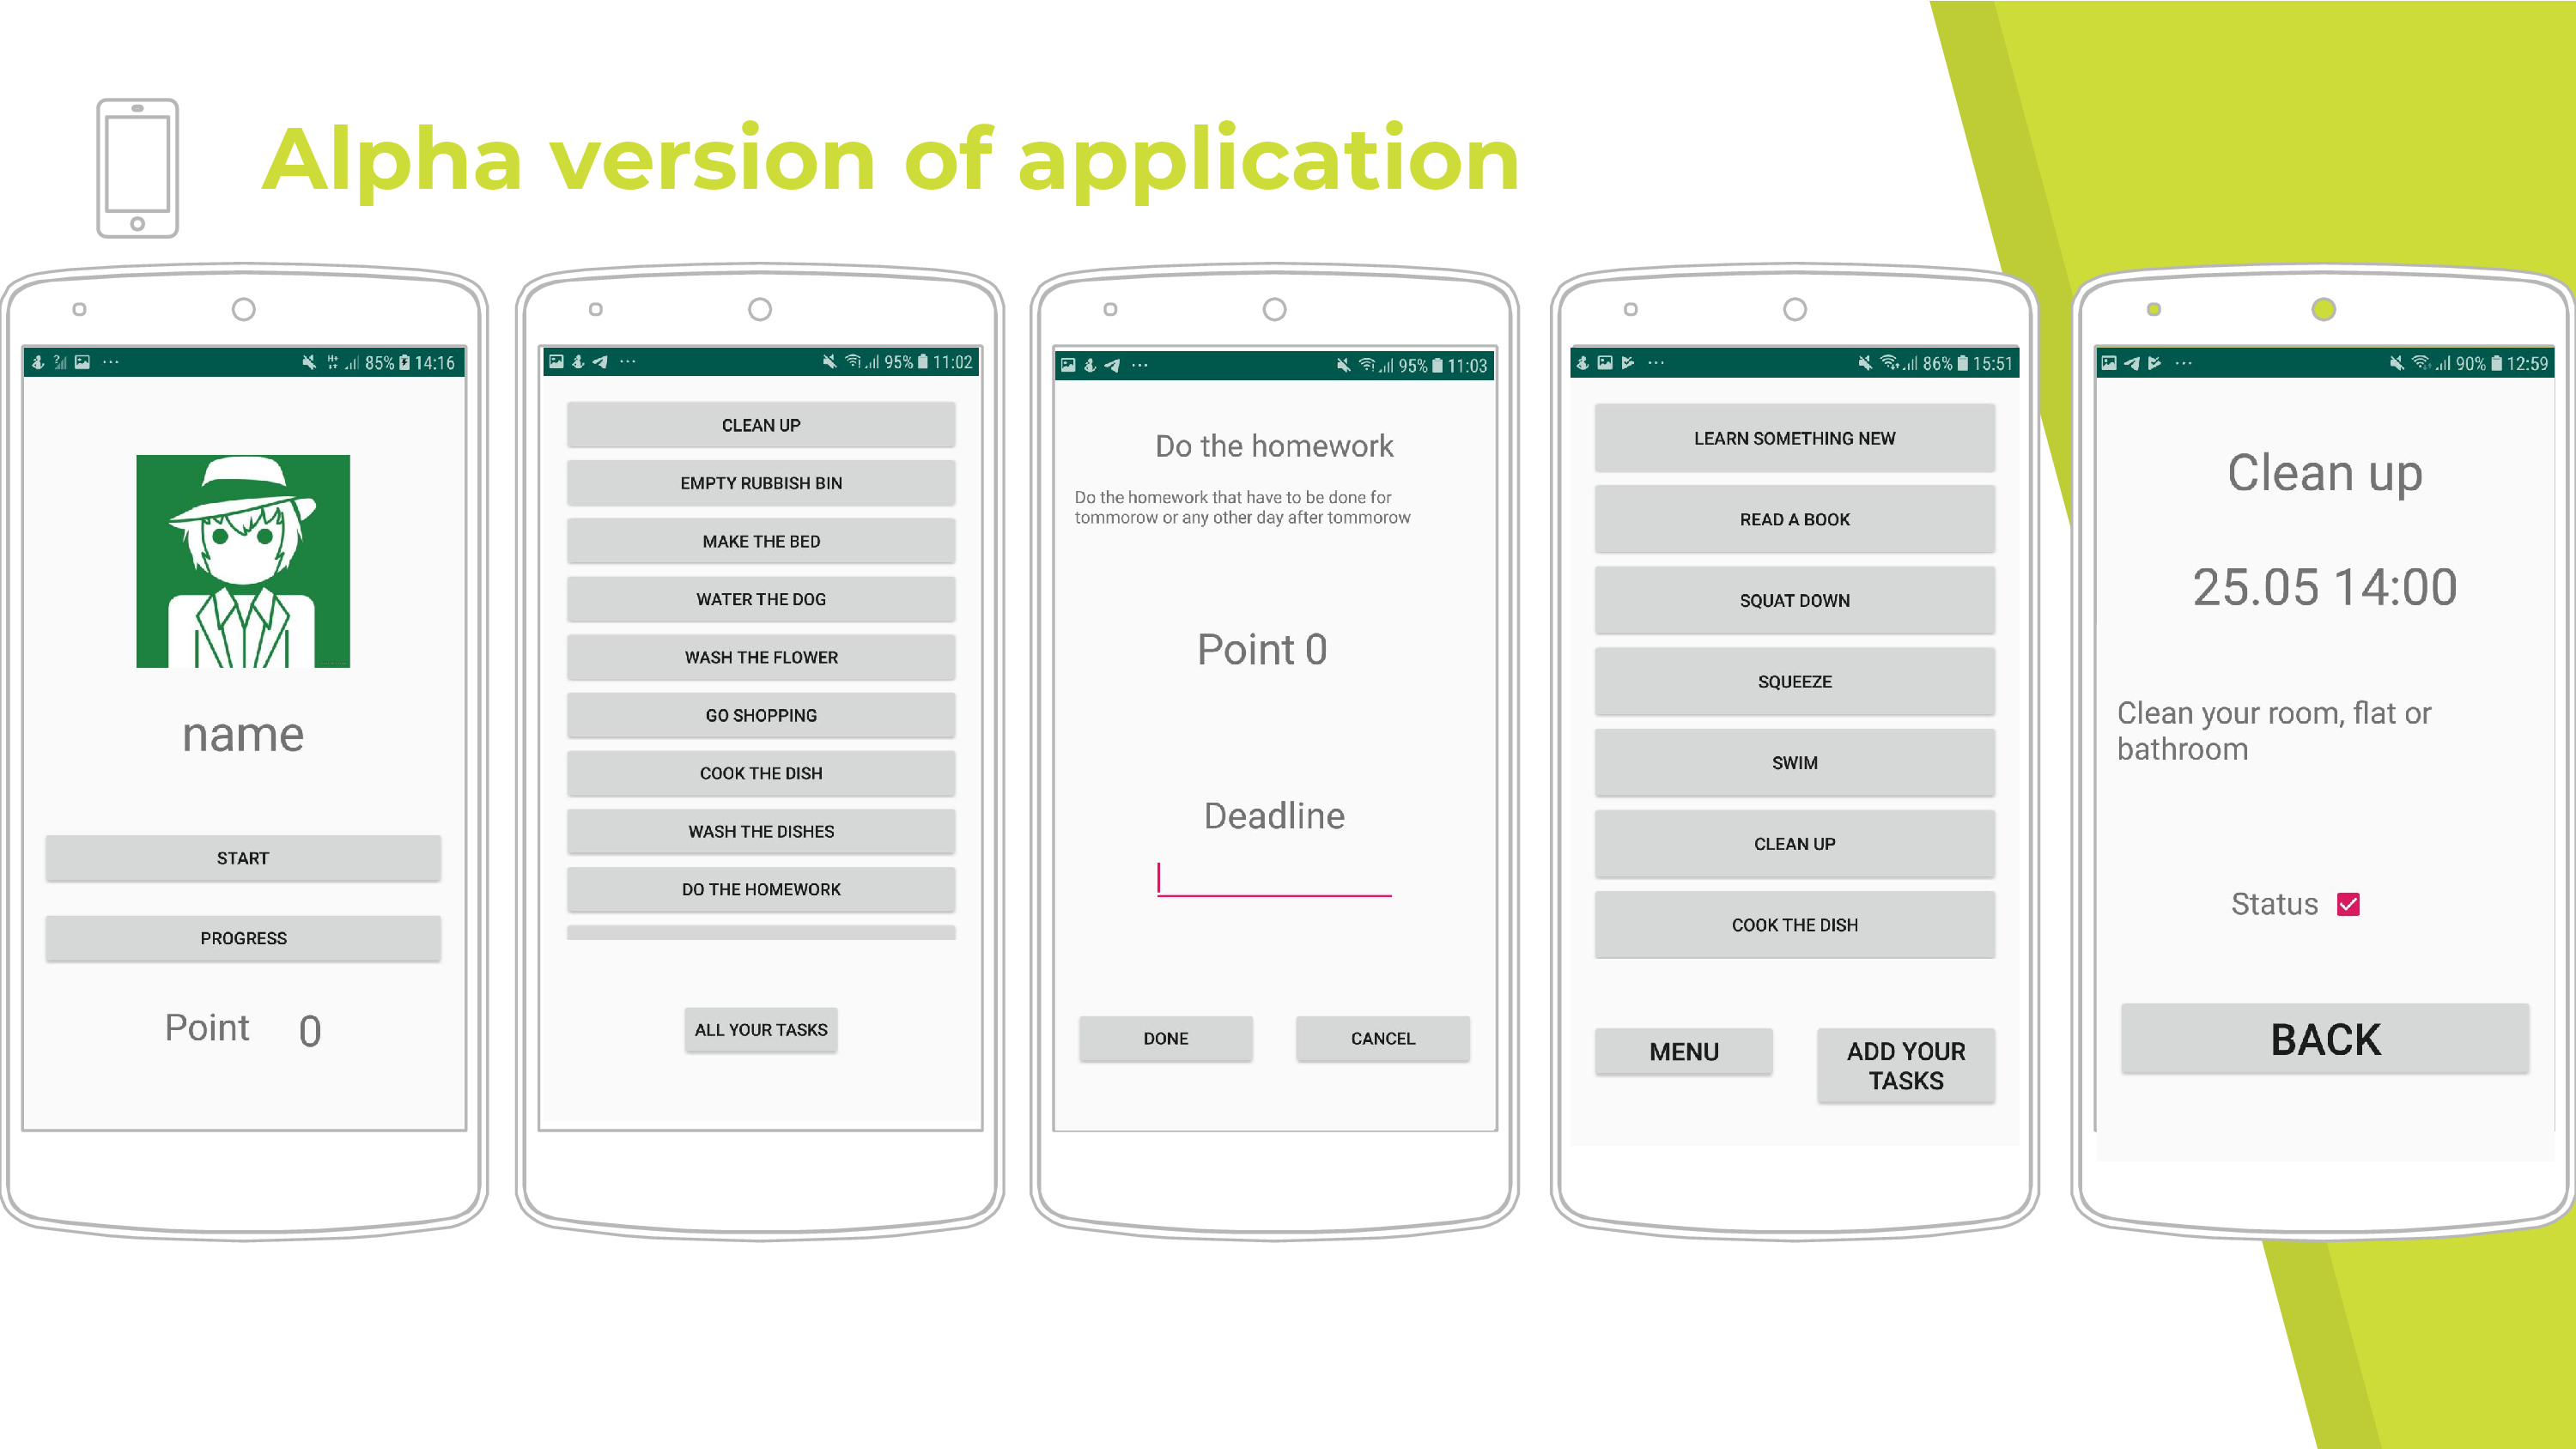 Alpha version of application
85% 14:16
name
START
PROGRESS
Point 0
95% 11:02
CLEAN UP
EMPTY RUBBISH BIN
MAKE THE BED
WATER THE DOG
WASH THE FLOWER
GO SHOPPING
COOK THE DISH
WASH THE DISHES
DO THE HOMEWORK
ALL YOUR TASKS
95% 11:03
Do the homework
Do the homework that have to be done for
tommorow or any other day after tommorow
Point 0
Deadline
DONE CANCEL
86% 15:51
LEARN SOMETHING NEW
READ A BOOK
SQUAT DOWN
SQUEEZE
SWIM
CLEAN UP
COOK THE DISH
MENU
ADD YOUR
TASKS
90% 12:59
Clean up
25.05 14:00
Clean your room, flat or
bathroom
Status
BACK